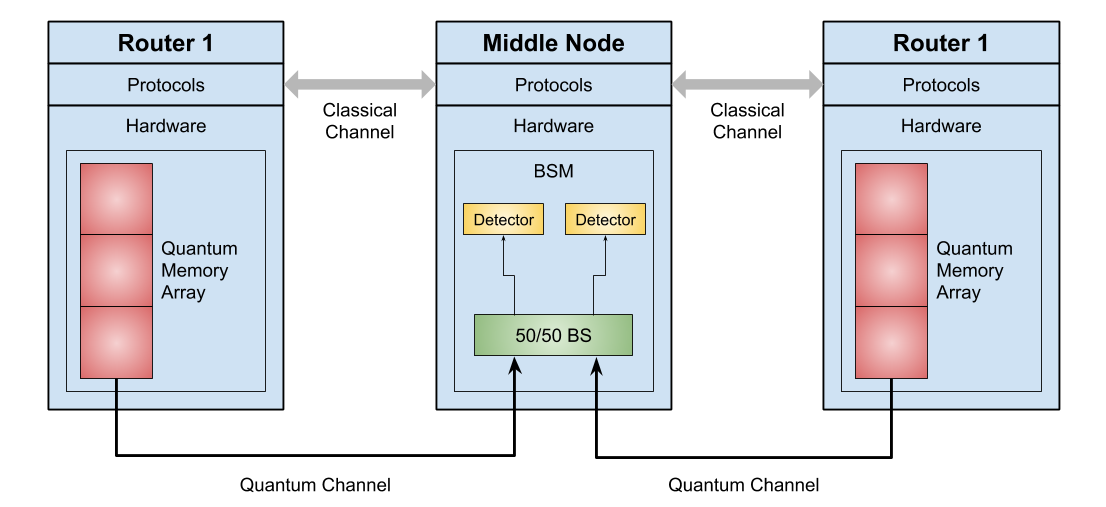 Router 1
Protocols
Hardware
Quantum
Memory
Array
Classical
Channel
Middle Node
Protocols
Hardware
BSM
Detector
Detector
50/50 BS
Classical
Channel
Router 1
Protocols
Hardware
Quantum
Memory
Array
Quantum Channel
Quantum Channel